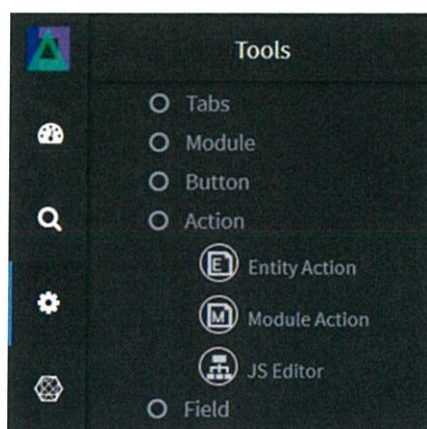 Tools
Tabs
Module
Button
Action
E Entity Action
M Module Action
JS Editor
Field